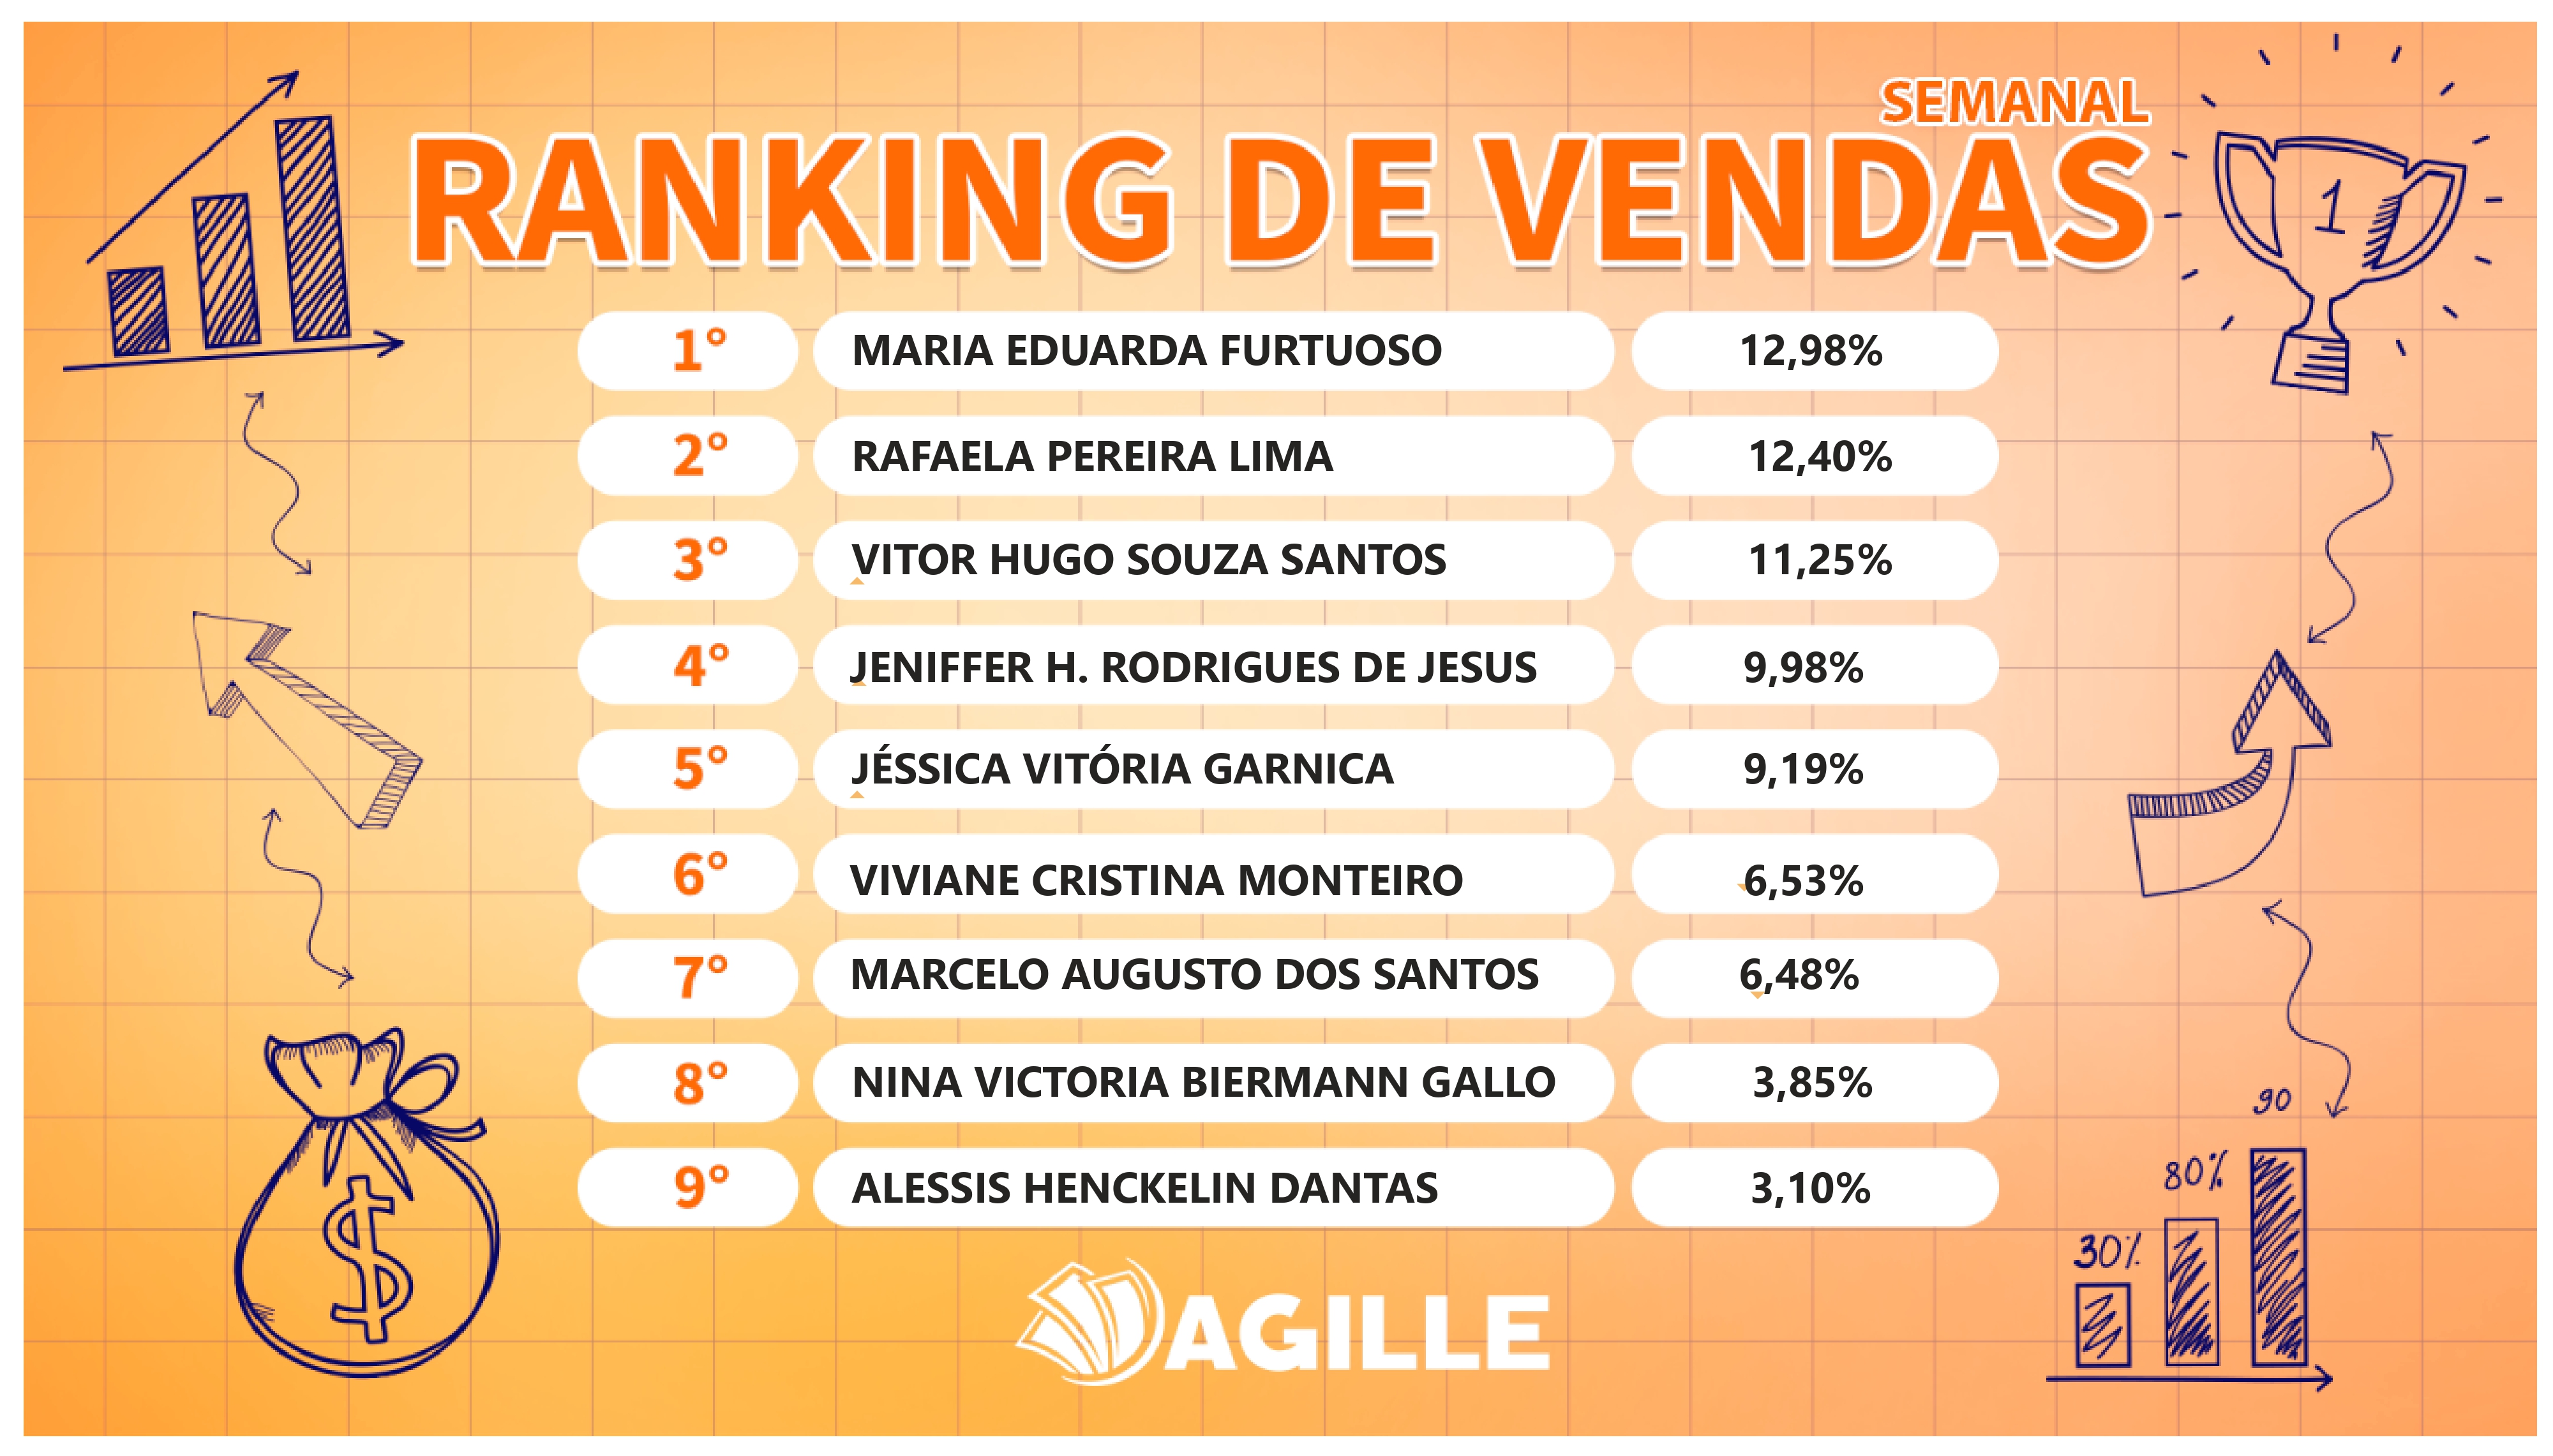 SEMANAL
RANKING DE VENDAS
1
1° MARIA EDUARDA FURTUOSO 12,98%
2° RAFAELA PEREIRA LIMA 12,40%
3° VITOR HUGO SOUZA SANTOS 11,25%
4° JENIFFER H. RODRIGUES DE JESUS 9,98%
5° JÉSSICA VITÓRIA GARNICA 9,19%
6° VIVIANE CRISTINA MONTEIRO 6,53%
7° MARCELO AUGUSTO DOS SANTOS 6,48%
8° NINA VICTORIA BIERMANN GALLO 3,85%
9° ALESSIS HENCKELIN DANTAS 3,10%
$
90
80%
30%
AGILLE